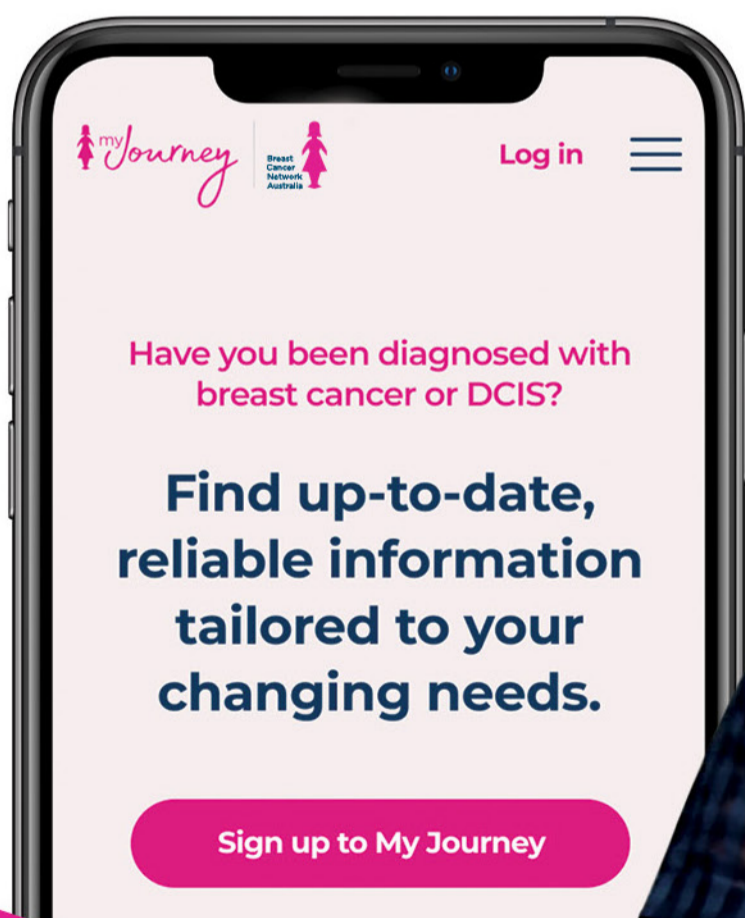 my Journey
Breast
Cancer
Network
Australia
Log in
Have you been diagnosed with
breast cancer or DCIS?
Find up-to-date,
reliable information
tailored to your
changing needs.
Sign up to My Journey